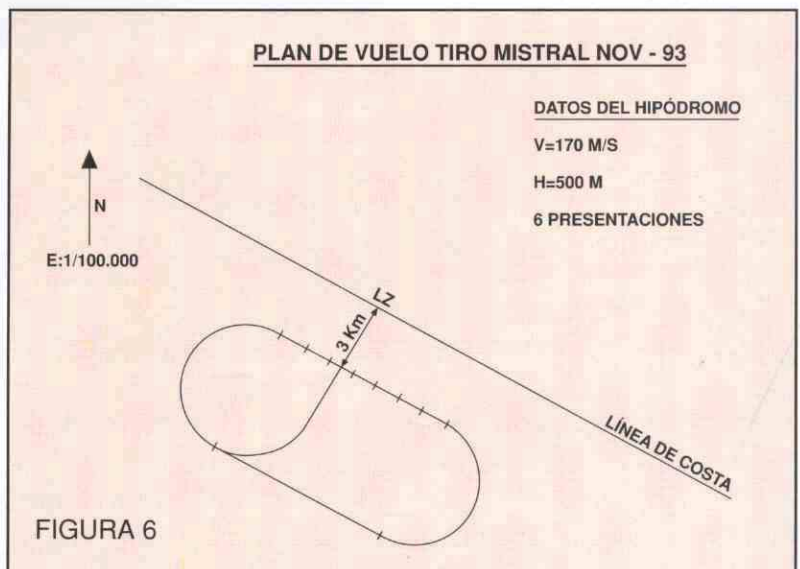 PLAN DE VUELO TIRO MISTRAL NOV - 93
DATOS DEL HIPÓDROMO
V=170 M/S
H=500 M
6 PRESENTACIONES
N
E:1/100.000
LZ
3 Km
LÍNEA DE COSTA
FIGURA 6